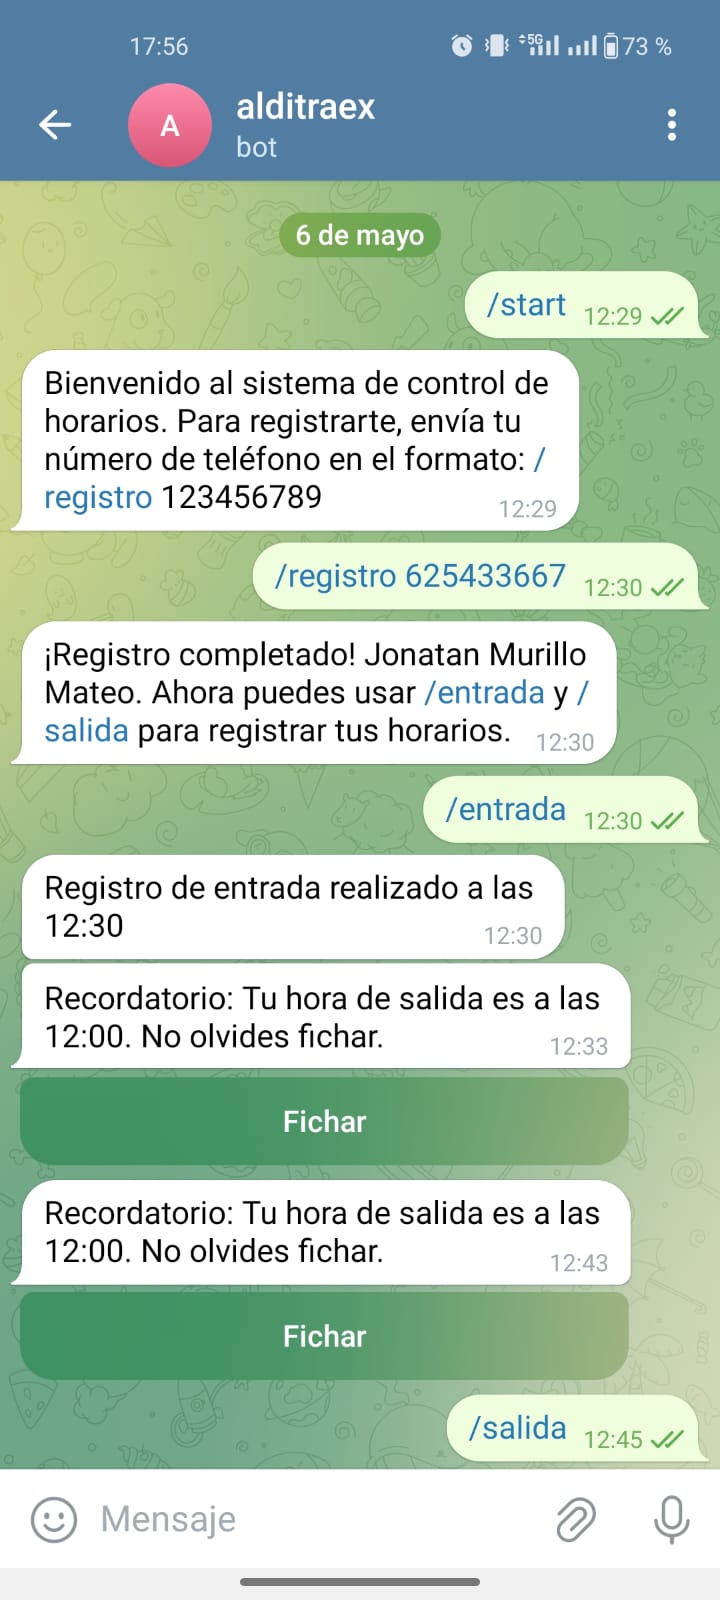 17:56
5G
73 %
A
alditraex
bot
6 de mayo
/start 12:29
Bienvenido al sistema de control de
horarios. Para registrarte, envía tu
número de teléfono en el formato: /
registro 123456789
12:29
/registro 625433667 12:30
¡Registro completado! Jonatan Murillo
Mateo. Ahora puedes usar /entrada y /
salida para registrar tus horarios. 12:30
/entrada 12:30
Registro de entrada realizado a las
12:30
12:30
Recordatorio: Tu hora de salida es a las
12:00. No olvides fichar.
12:33
Fichar
Recordatorio: Tu hora de salida es a las
12:00. No olvides fichar.
12:43
Fichar
/salida 12:45
Mensaje